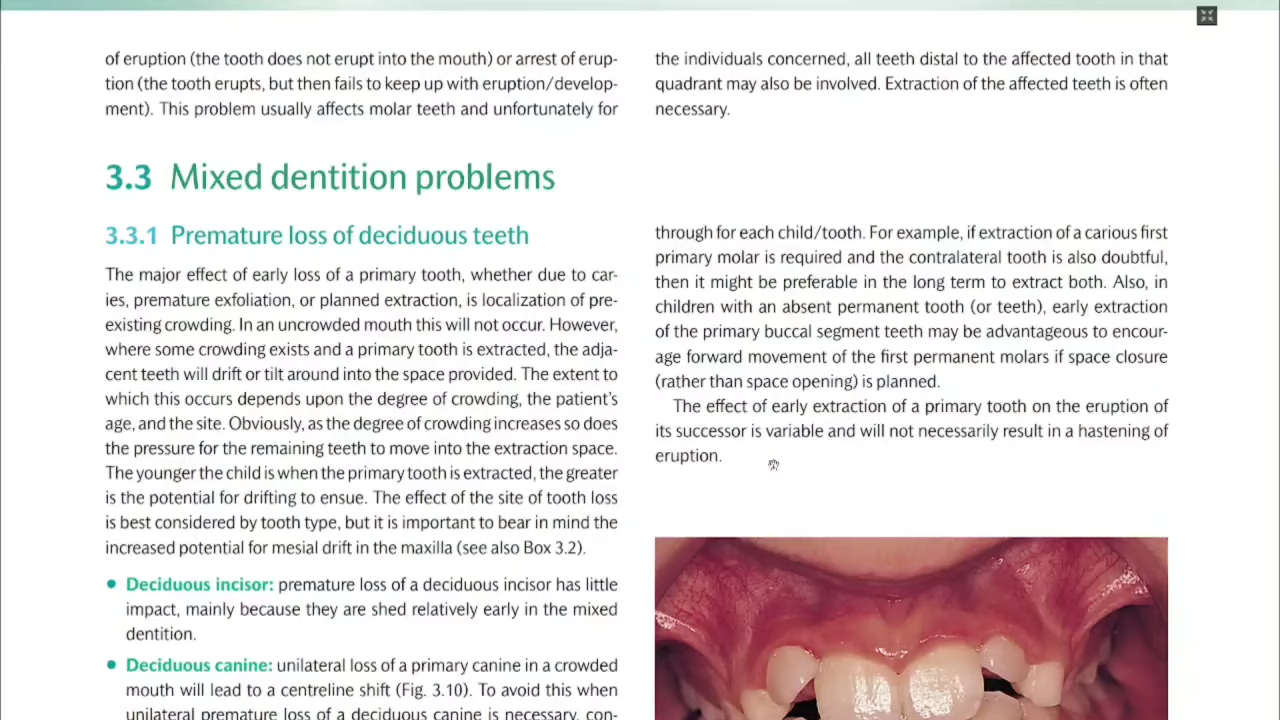 of eruption (the tooth does not erupt into the mouth) or arrest of erup-
tion (the tooth erupts, but then fails to keep up with eruption/develop-
ment). This problem usually affects molar teeth and unfortunately for
the individuals concerned, all teeth distal to the affected tooth in that
quadrant may also be involved. Extraction of the affected teeth is often
necessary.
3.3 Mixed dentition problems
3.3.1 Premature loss of deciduous teeth
The major effect of early loss of a primary tooth, whether due to car-
ies, premature exfoliation, or planned extraction, is localization of pre-
existing crowding. In an uncrowded mouth this will not occur. However,
where some crowding exists and a primary tooth is extracted, the adja-
cent teeth will drift or tilt around into the space provided. The extent to
which this occurs depends upon the degree of crowding, the patient's
age, and the site. Obviously, as the degree of crowding increases so does
the pressure for the remaining teeth to move into the extraction space.
The younger the child is when the primary tooth is extracted, the greater
is the potential for drifting to ensue. The effect of the site of tooth loss
is best considered by tooth type, but it is important to bear in mind the
increased potential for mesial drift in the maxilla (see also Box 3.2).
• Deciduous incisor: premature loss of a deciduous incisor has little
impact, mainly because they are shed relatively early in the mixed
dentition.
• Deciduous canine: unilateral loss of a primary canine in a crowded
mouth will lead to a centreline shift (Fig. 3.10). To avoid this when
unilateral premature loss of a deciduous canine is necessary, con-
through for each child/tooth. For example, if extraction of a carious first
primary molar is required and the contralateral tooth is also doubtful,
then it might be preferable in the long term to extract both. Also, in
children with an absent permanent tooth (or teeth), early extraction
of the primary buccal segment teeth may be advantageous to encour-
age forward movement of the first permanent molars if space closure
(rather than space opening) is planned.
The effect of early extraction of a primary tooth on the eruption of
its successor is variable and will not necessarily result in a hastening of
eruption.